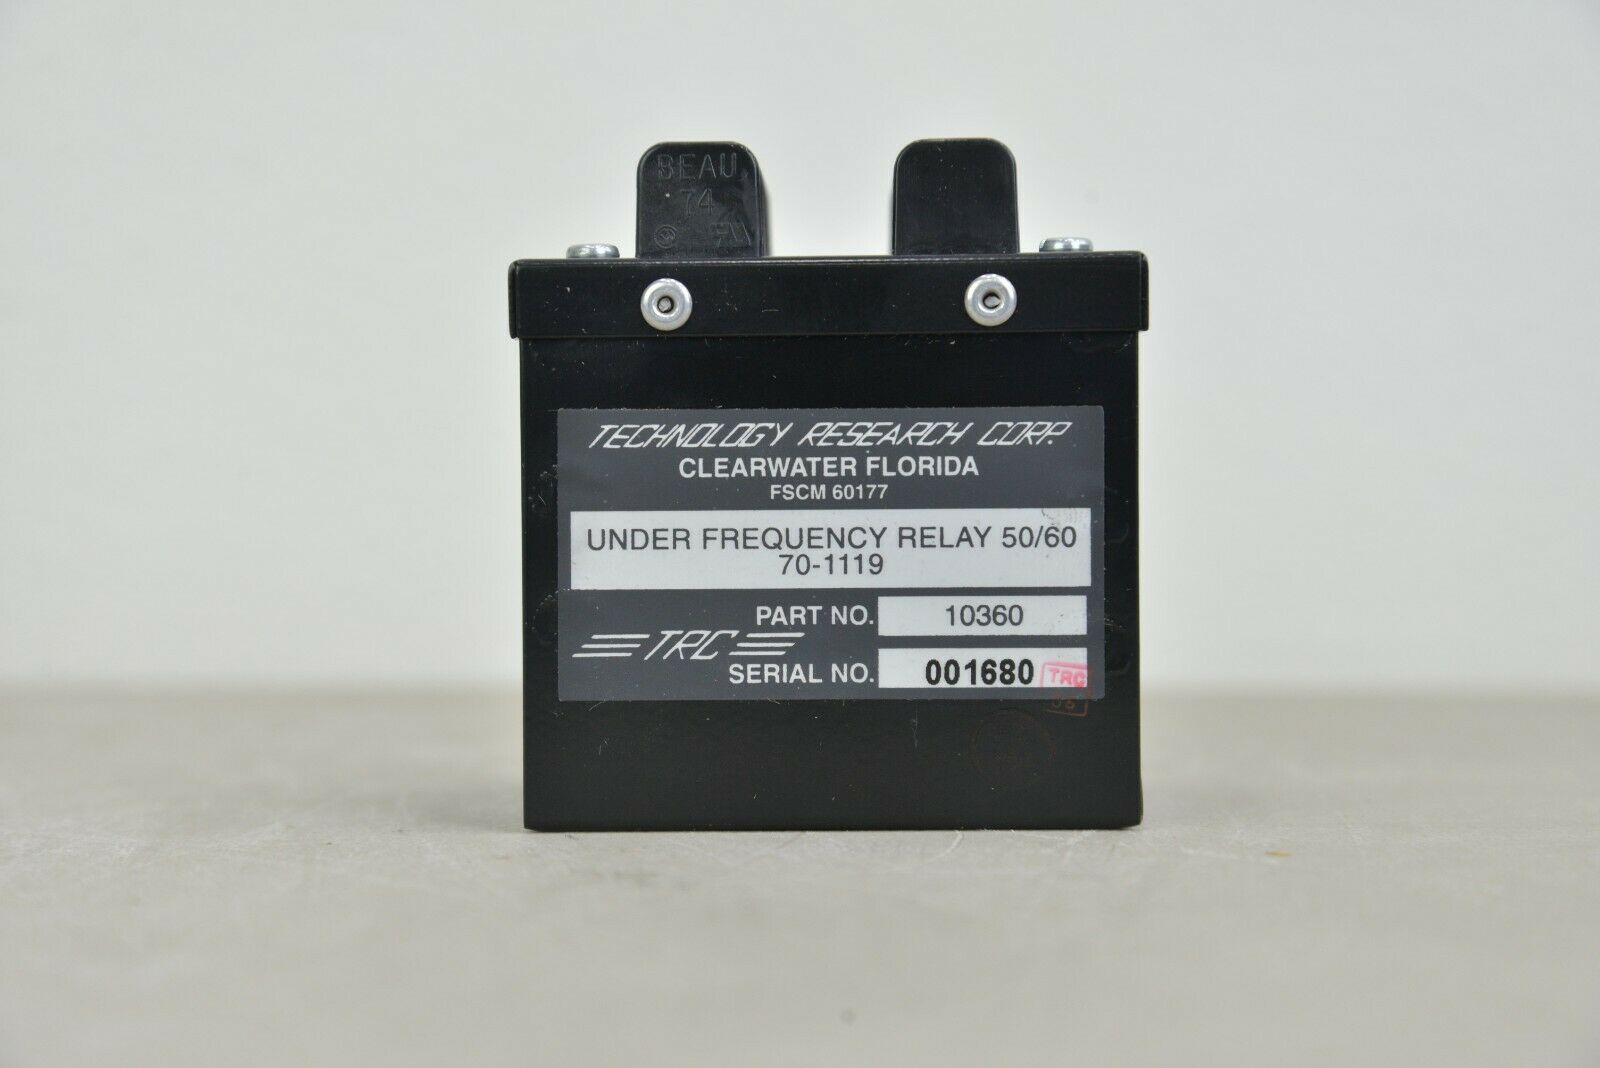 BEAU
74
TECHNOLOGY RESEARCH CORP.
CLEARWATER FLORIDA
FSCM 60177
UNDER FREQUENCY RELAY 50/60
70-1119
PART NO. 10360
TRC
SERIAL NO. 001680
TRC